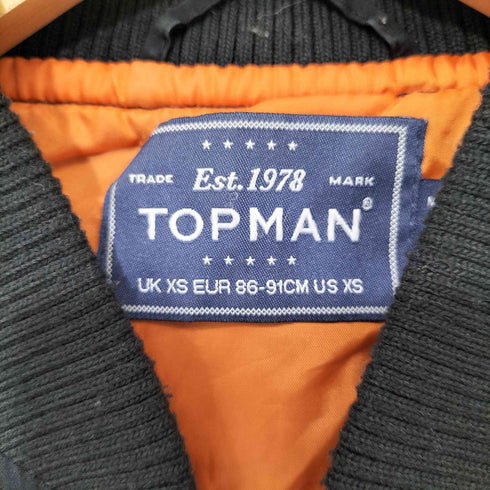 ★★★★★
TRADE Est.1978 MARK
TOPMAN®
★★★★★
UK XS EUR 86-91CM US XS